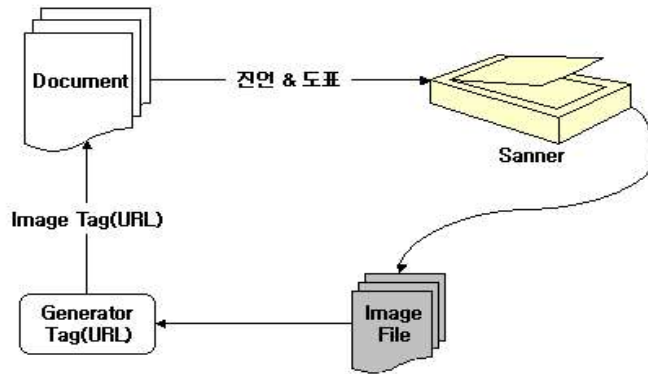 Document
진언 & 도표
Sanner
Image Tag(URL)
Generator
Tag(URL)
Image
File